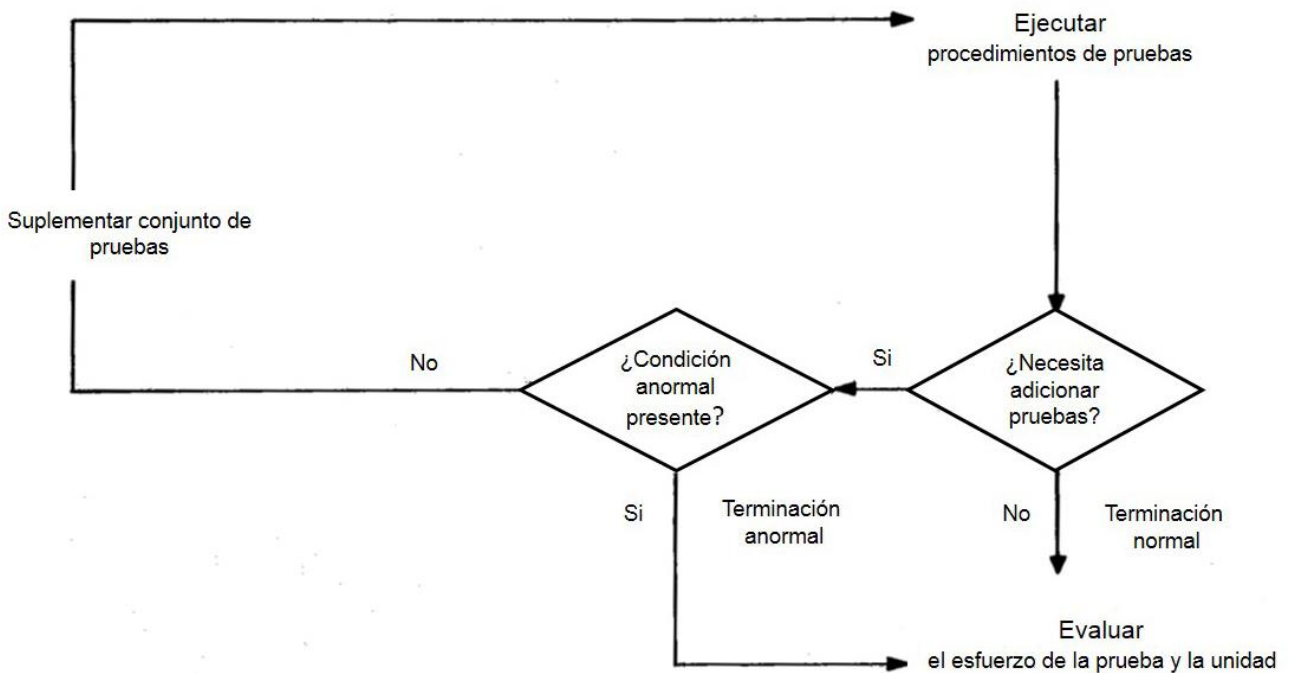 Ejecutar
procedimientos de pruebas
Suplementar conjunto de
pruebas
No
¿Condición
anormal
presente?
Si
¿Necesita
adicionar
pruebas?
Si
Terminación
anormal
No
Terminación
normal
Evaluar
el esfuerzo de la prueba y la unidad